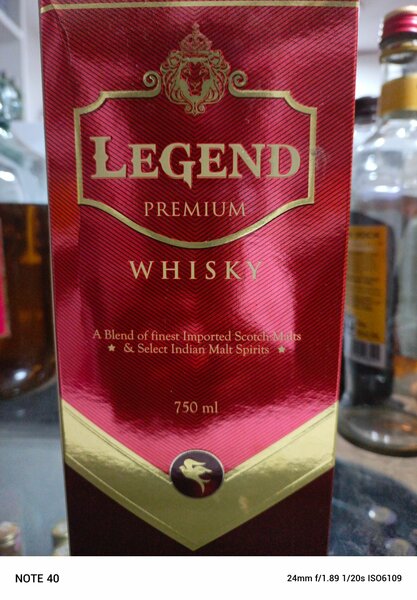 LEGEND
PREMIUM
WHISKY
A Blend of finest Imported Scotch Malts
★ & Select Indian Malt Spirits ★
750 ml
NOTE 40
24mm f/1.89 1/20s ISO6109